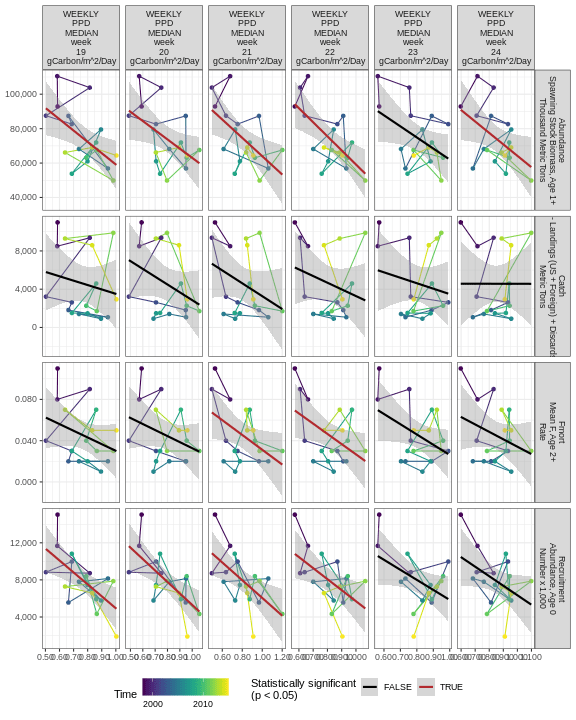 WEEKLY
PPD
MEDIAN
week
19
gCarbon/m^2/Day
WEEKLY
PPD
MEDIAN
week
20
gCarbon/m^2/Day
WEEKLY
PPD
MEDIAN
week
21
gCarbon/m^2/Day
WEEKLY
PPD
MEDIAN
week
22
gCarbon/m^2/Day
WEEKLY
PPD
MEDIAN
week
23
gCarbon/m^2/Day
WEEKLY
PPD
MEDIAN
week
24
gCarbon/m^2/Day
100,000
80,000
60,000
40,000
Abundance
Spawning Stock Biomass, Age 1+
Thousand Metric Tons
8,000
4,000
0
Catch
- Landings (US + Foreign) + Discards
Metric Tons
0.080
0.040
0.000
Fmort
Mean F, Age 2+
Rate
12,000
8,000
4,000
Recruitment
Abundance, Age 0
Number x 1,000
0.60 1.00
Time
2000 2010
Statistically significant
(p < 0.05)
FALSE
TRUE